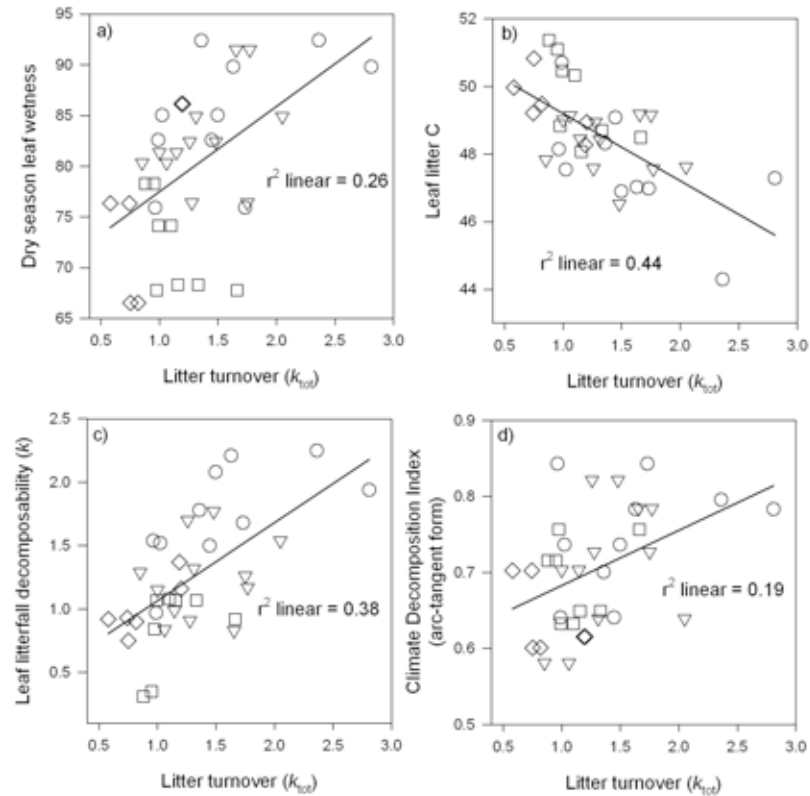 a)
95
90
85
80
75
70
65
Dry season leaf wetness
r² linear = 0.26
0.5 1.0 1.5 2.0 2.5 3.0
Litter turnover (k_tot)
b)
52
50
48
46
44
Leaf litter C
r² linear = 0.44
0.5 1.0 1.5 2.0 2.5 3.0
Litter turnover (k_tot)
c)
2.5
2.0
1.5
1.0
0.5
Leaf litterfall decomposability (k)
r² linear = 0.38
0.5 1.0 1.5 2.0 2.5 3.0
Litter turnover (k_tot)
d)
0.9
0.8
0.7
0.6
0.5
Climate Decomposition Index
(arc-tangent form)
r² linear = 0.19
0.5 1.0 1.5 2.0 2.5 3.0
Litter turnover (k_tot)